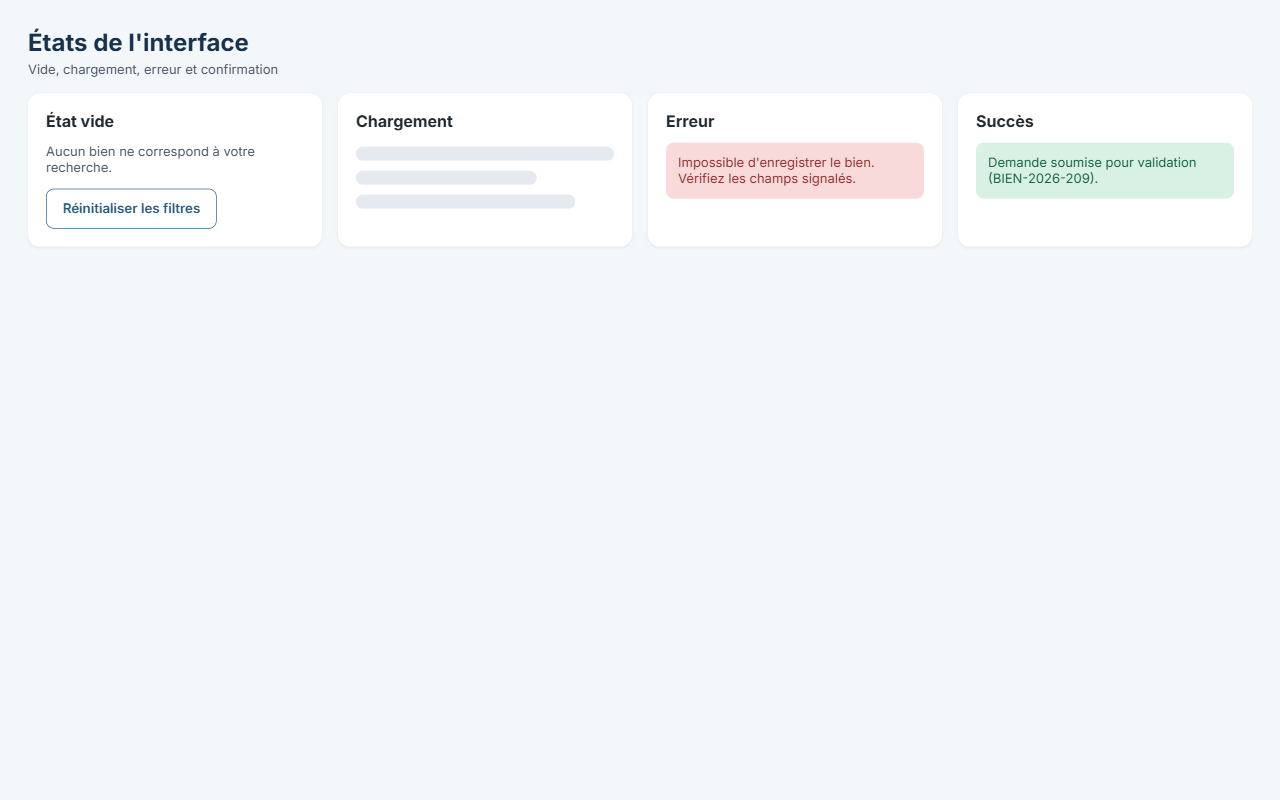 États de l'interface
Vide, chargement, erreur et confirmation
État vide
Aucun bien ne correspond à votre
recherche.
Réinitialiser les filtres
Chargement
Erreur
Impossible d'enregistrer le bien.
Vérifiez les champs signalés.
Succès
Demande soumise pour validation
(BIEN-2026-209).